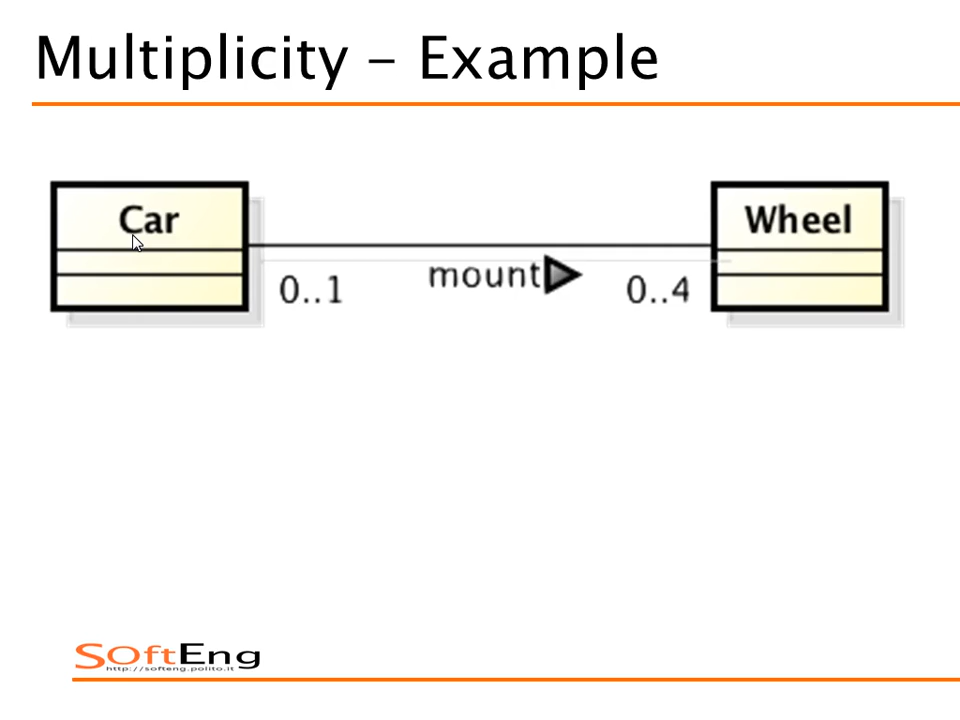 Multiplicity – Example
Car
Wheel
0..1
mount
0..4
SoftEng
http://softeng.polito.it